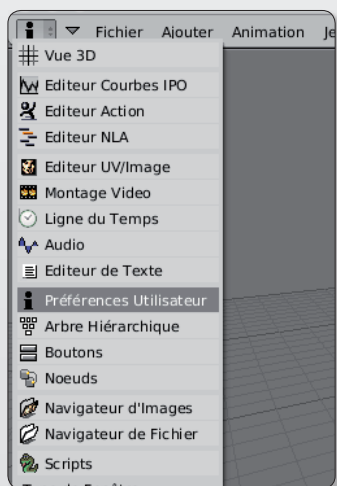 Fichier Ajouter Animation Je
Vue 3D
Editeur Courbes IPO
Editeur Action
Editeur NLA
Editeur UV/Image
Montage Video
Ligne du Temps
Audio
Editeur de Texte
Préférences Utilisateur
Arbre Hiérarchique
Boutons
Noeuds
Navigateur d'Images
Navigateur de Fichier
Scripts